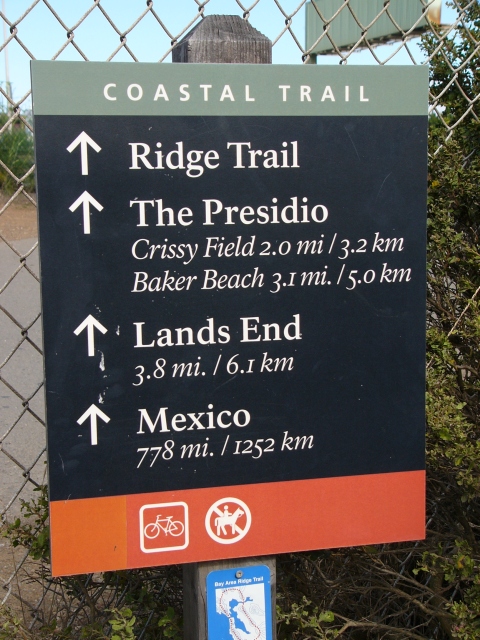 COASTAL TRAIL
Ridge Trail
The Presidio
Crissy Field 2.0 mi / 3.2 km
Baker Beach 3.1 mi. / 5.0 km
Lands End
3.8 mi. / 6.1 km
Mexico
778 mi. / 1252 km
Bay Area Ridge Trail